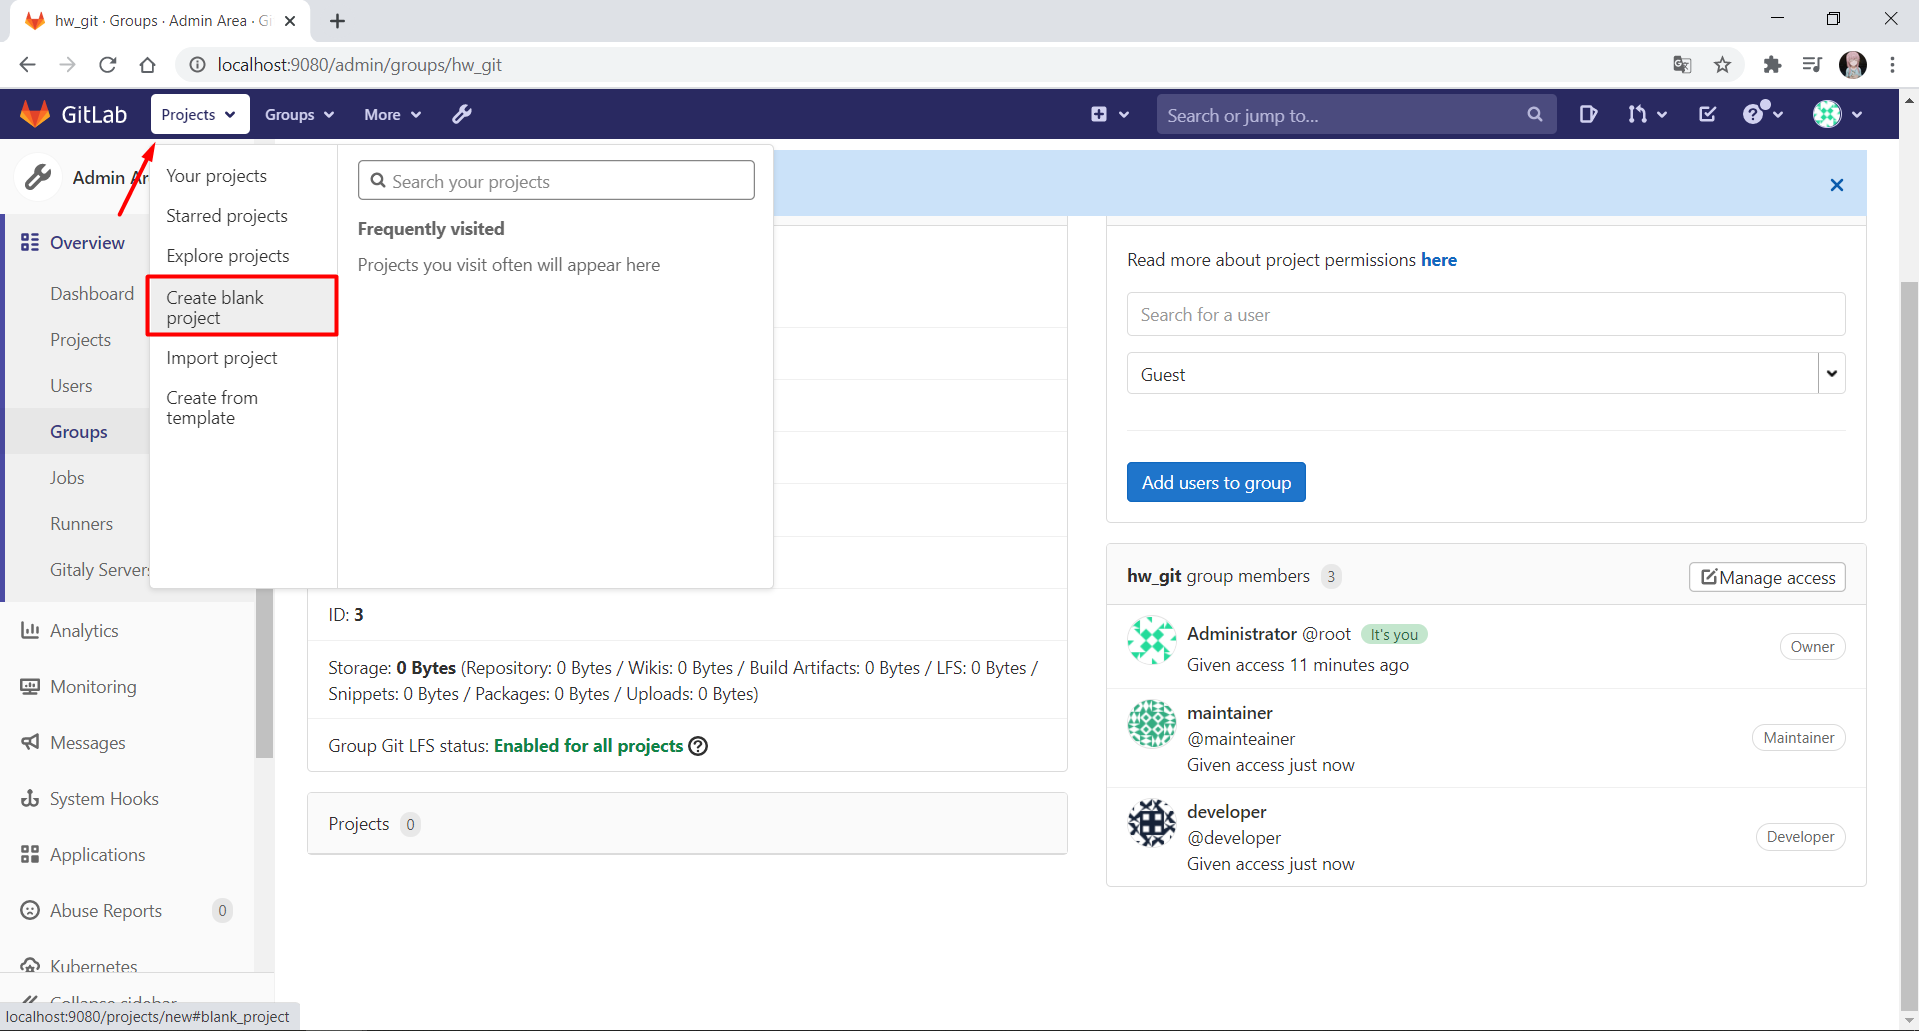 hw_git · Groups · Admin Area · Gi
localhost:9080/admin/groups/hw_git
GitLab
Projects
Groups
More
Search or jump to...
Admin Ar
Overview
Dashboard
Projects
Users
Groups
Jobs
Runners
Gitaly Servers
Analytics
Monitoring
Messages
System Hooks
Applications
Abuse Reports 0
Kubernetes
Collapse sidebar
localhost:9080/projects/new#blank_project
Your projects
Starred projects
Explore projects
Create blank
project
Import project
Create from
template
Search your projects
Frequently visited
Projects you visit often will appear here
ID: 3
Storage: 0 Bytes (Repository: 0 Bytes / Wikis: 0 Bytes / Build Artifacts: 0 Bytes / LFS: 0 Bytes /
Snippets: 0 Bytes / Packages: 0 Bytes / Uploads: 0 Bytes)
Group Git LFS status: Enabled for all projects
Projects 0
Read more about project permissions here
Search for a user
Guest
Add users to group
hw_git group members 3
Manage access
Administrator @root It's you
Given access 11 minutes ago
Owner
maintainer
@mainteainer
Given access just now
Maintainer
developer
@developer
Given access just now
Developer